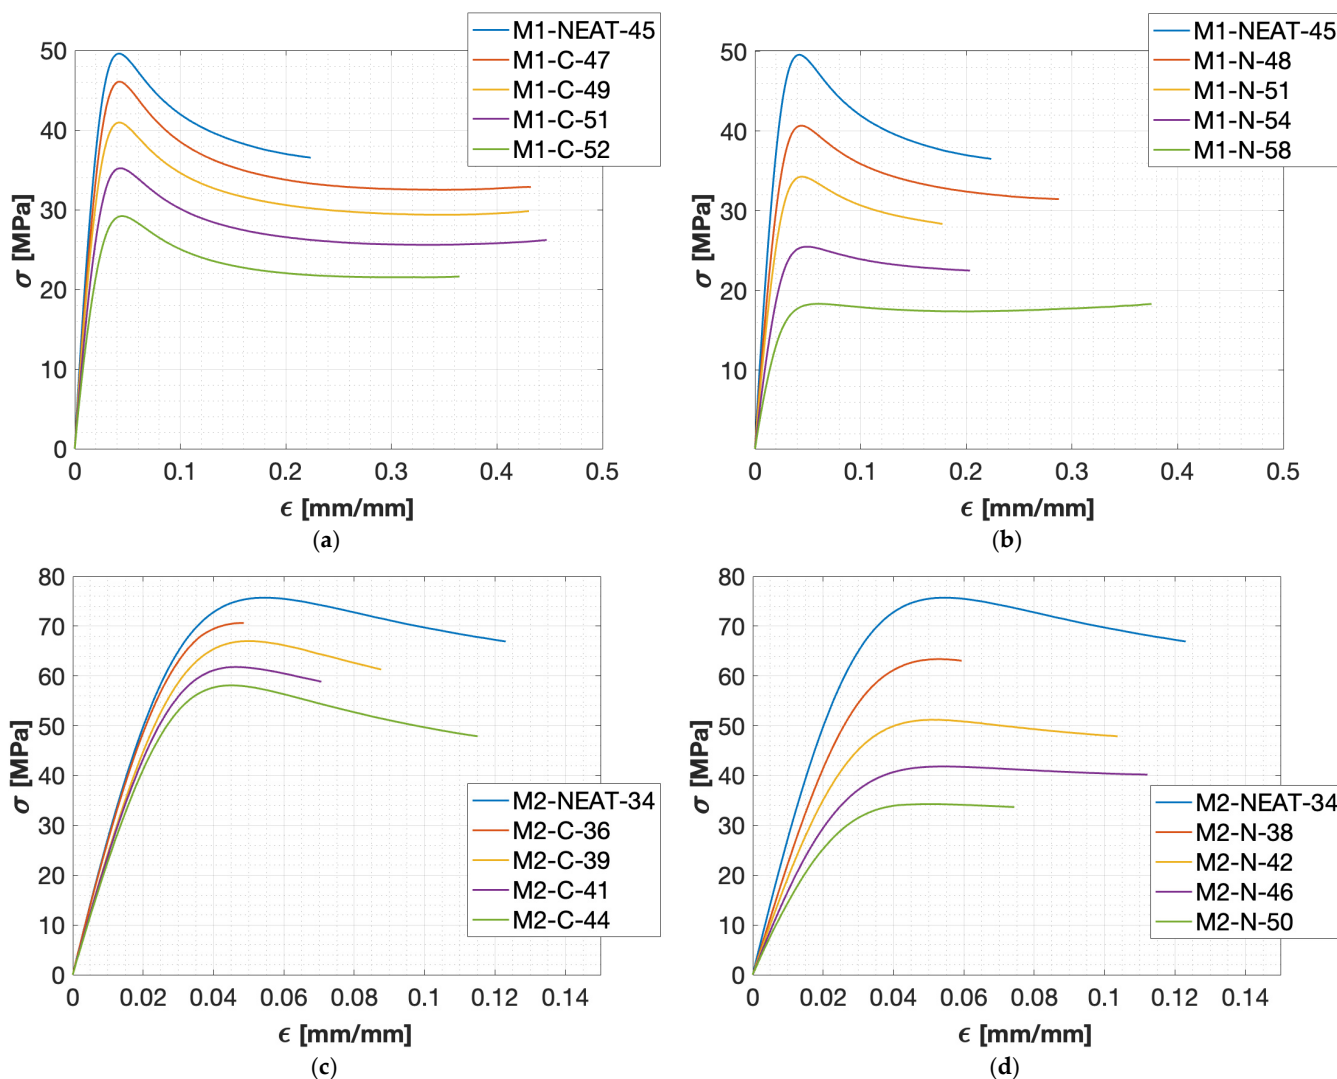 M1-NEAT-45
M1-C-47
M1-C-49
M1-C-51
M1-C-52
50
40
30
20
10
0
σ [MPa]
0 0.1 0.2 0.3 0.4 0.5
ϵ [mm/mm]
(a)
M1-NEAT-45
M1-N-48
M1-N-51
M1-N-54
M1-N-58
50
40
30
20
10
0
σ [MPa]
0 0.1 0.2 0.3 0.4 0.5
ϵ [mm/mm]
(b)
80
70
60
50
40
30
20
10
0
σ [MPa]
M2-NEAT-34
M2-C-36
M2-C-39
M2-C-41
M2-C-44
0 0.02 0.04 0.06 0.08 0.1 0.12 0.14
ϵ [mm/mm]
(c)
80
70
60
50
40
30
20
10
0
σ [MPa]
M2-NEAT-34
M2-N-38
M2-N-42
M2-N-46
M2-N-50
0 0.02 0.04 0.06 0.08 0.1 0.12 0.14
ϵ [mm/mm]
(d)